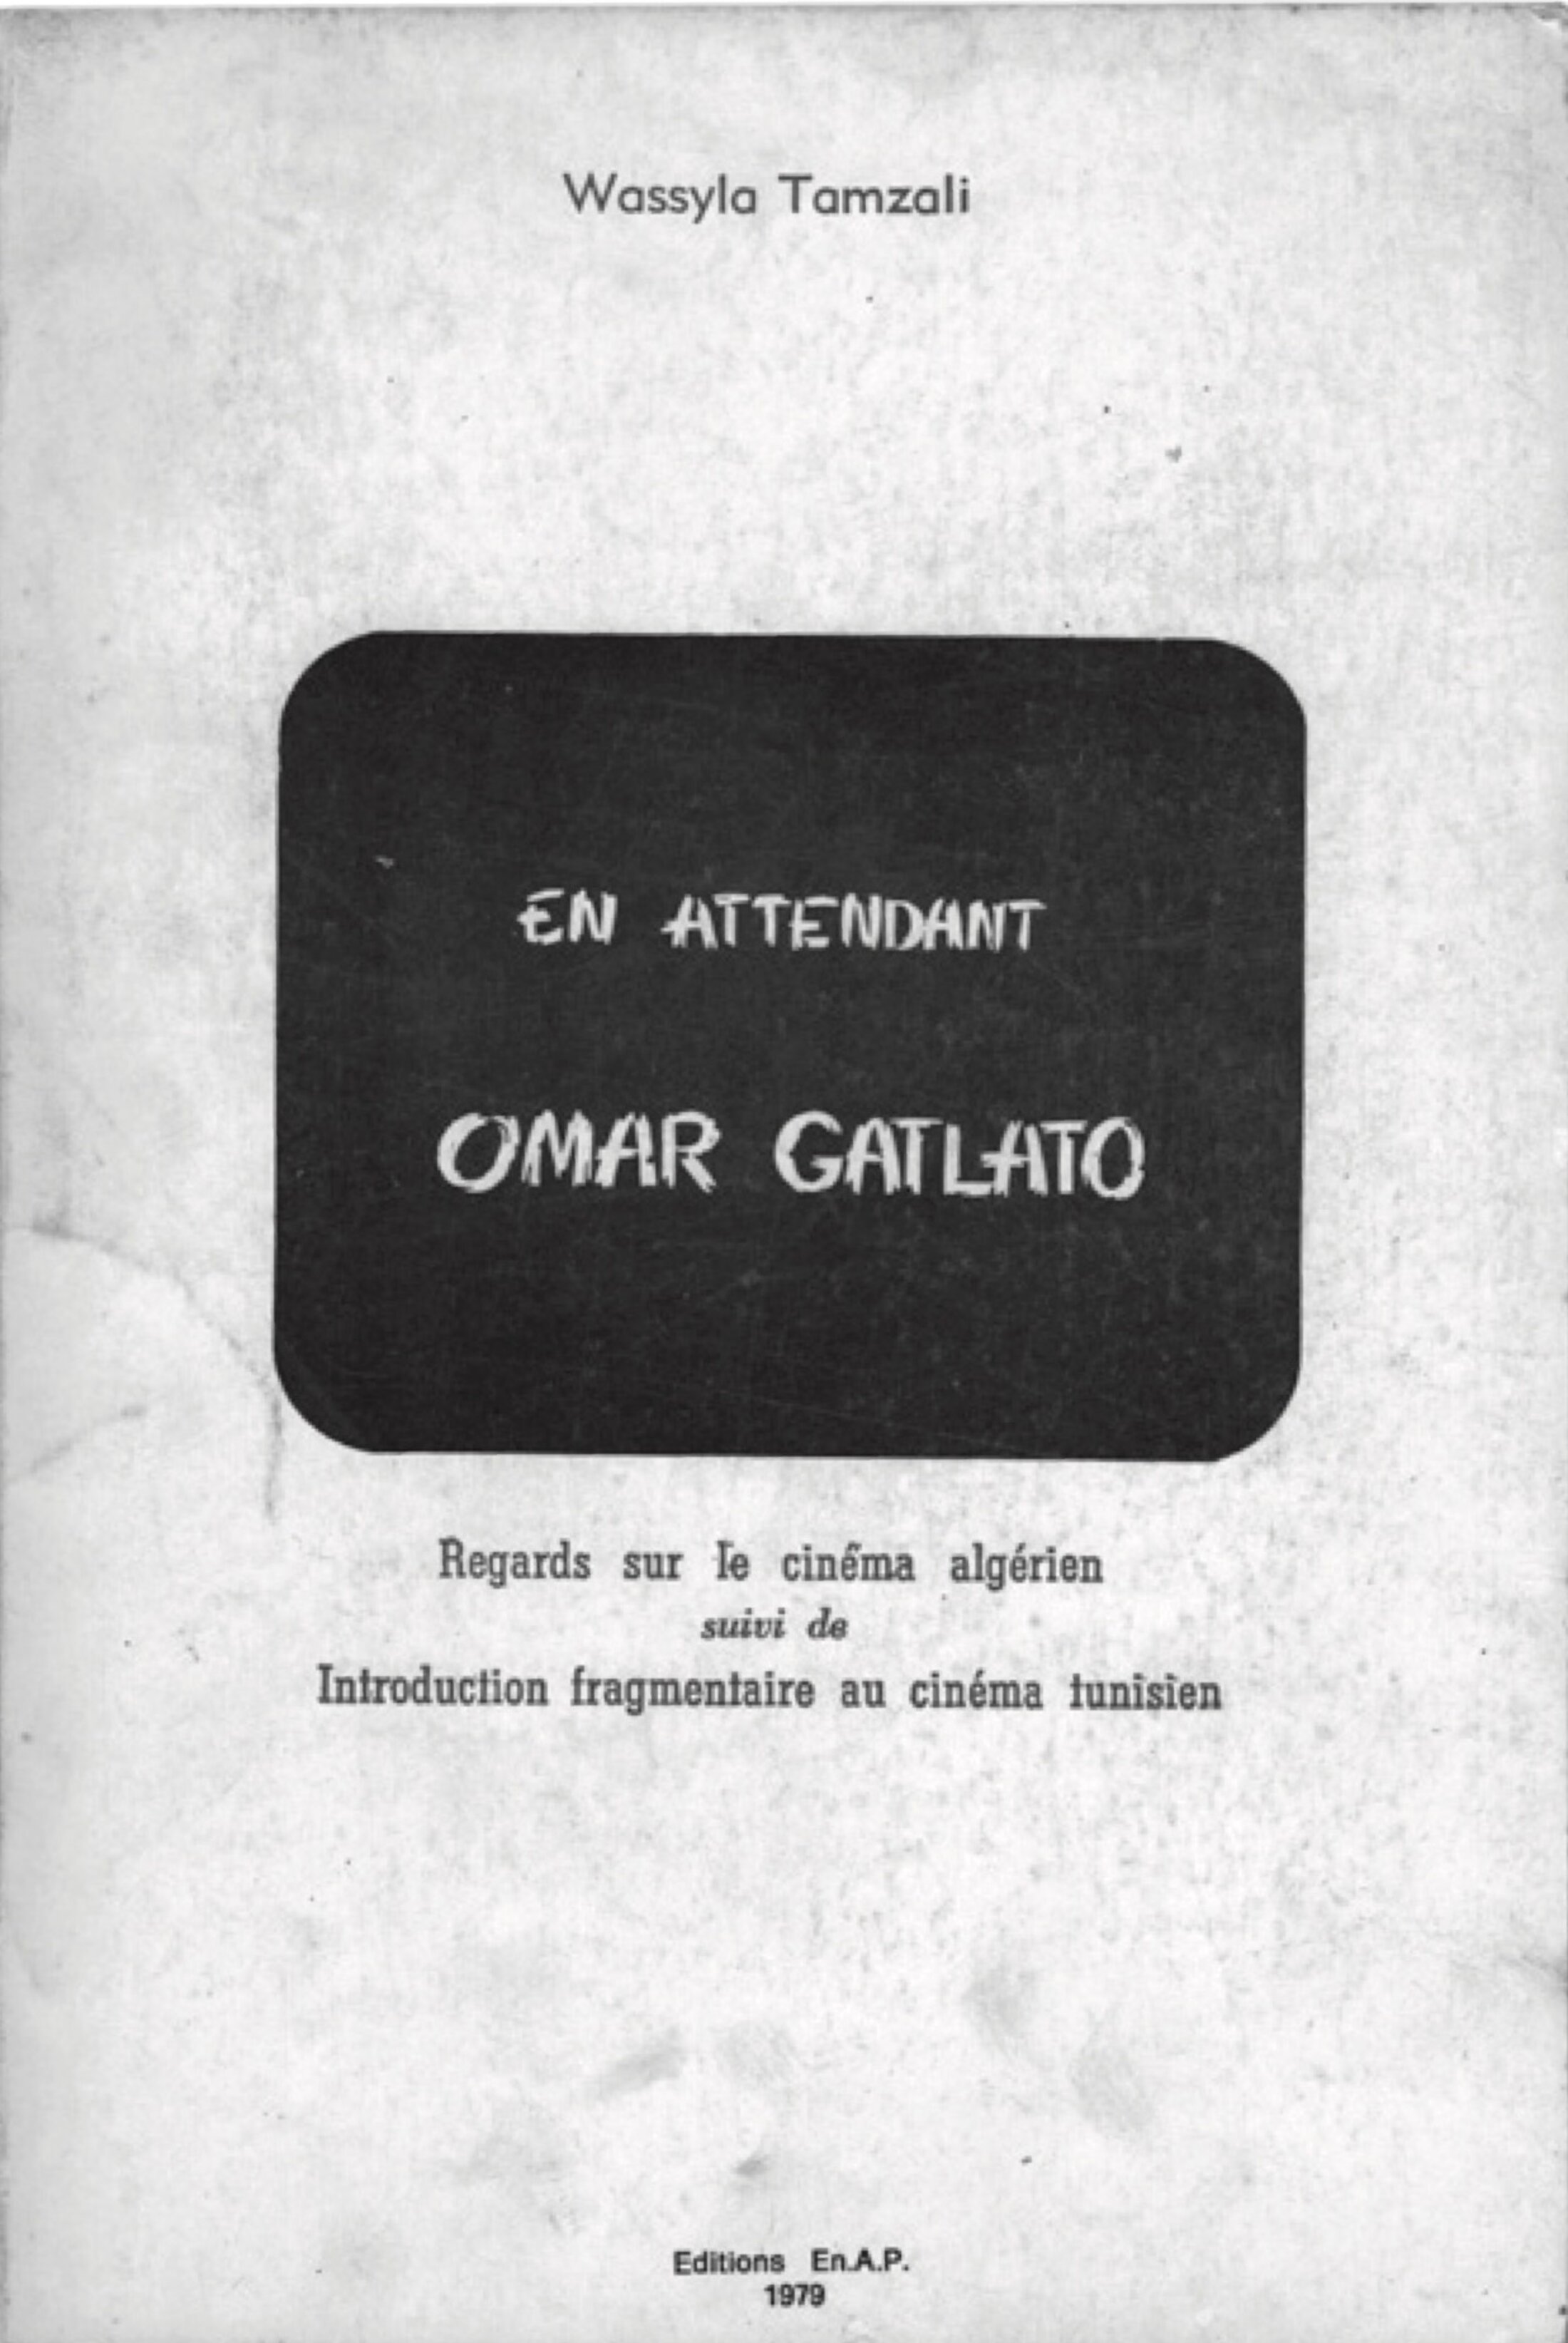 Wassyla Tamzali
EN ATTENDANT
OMAR GATLATO
Regards sur le cinéma algérien
suivi de
Introduction fragmentaire au cinéma tunisien
Editions En.A.P.
1979